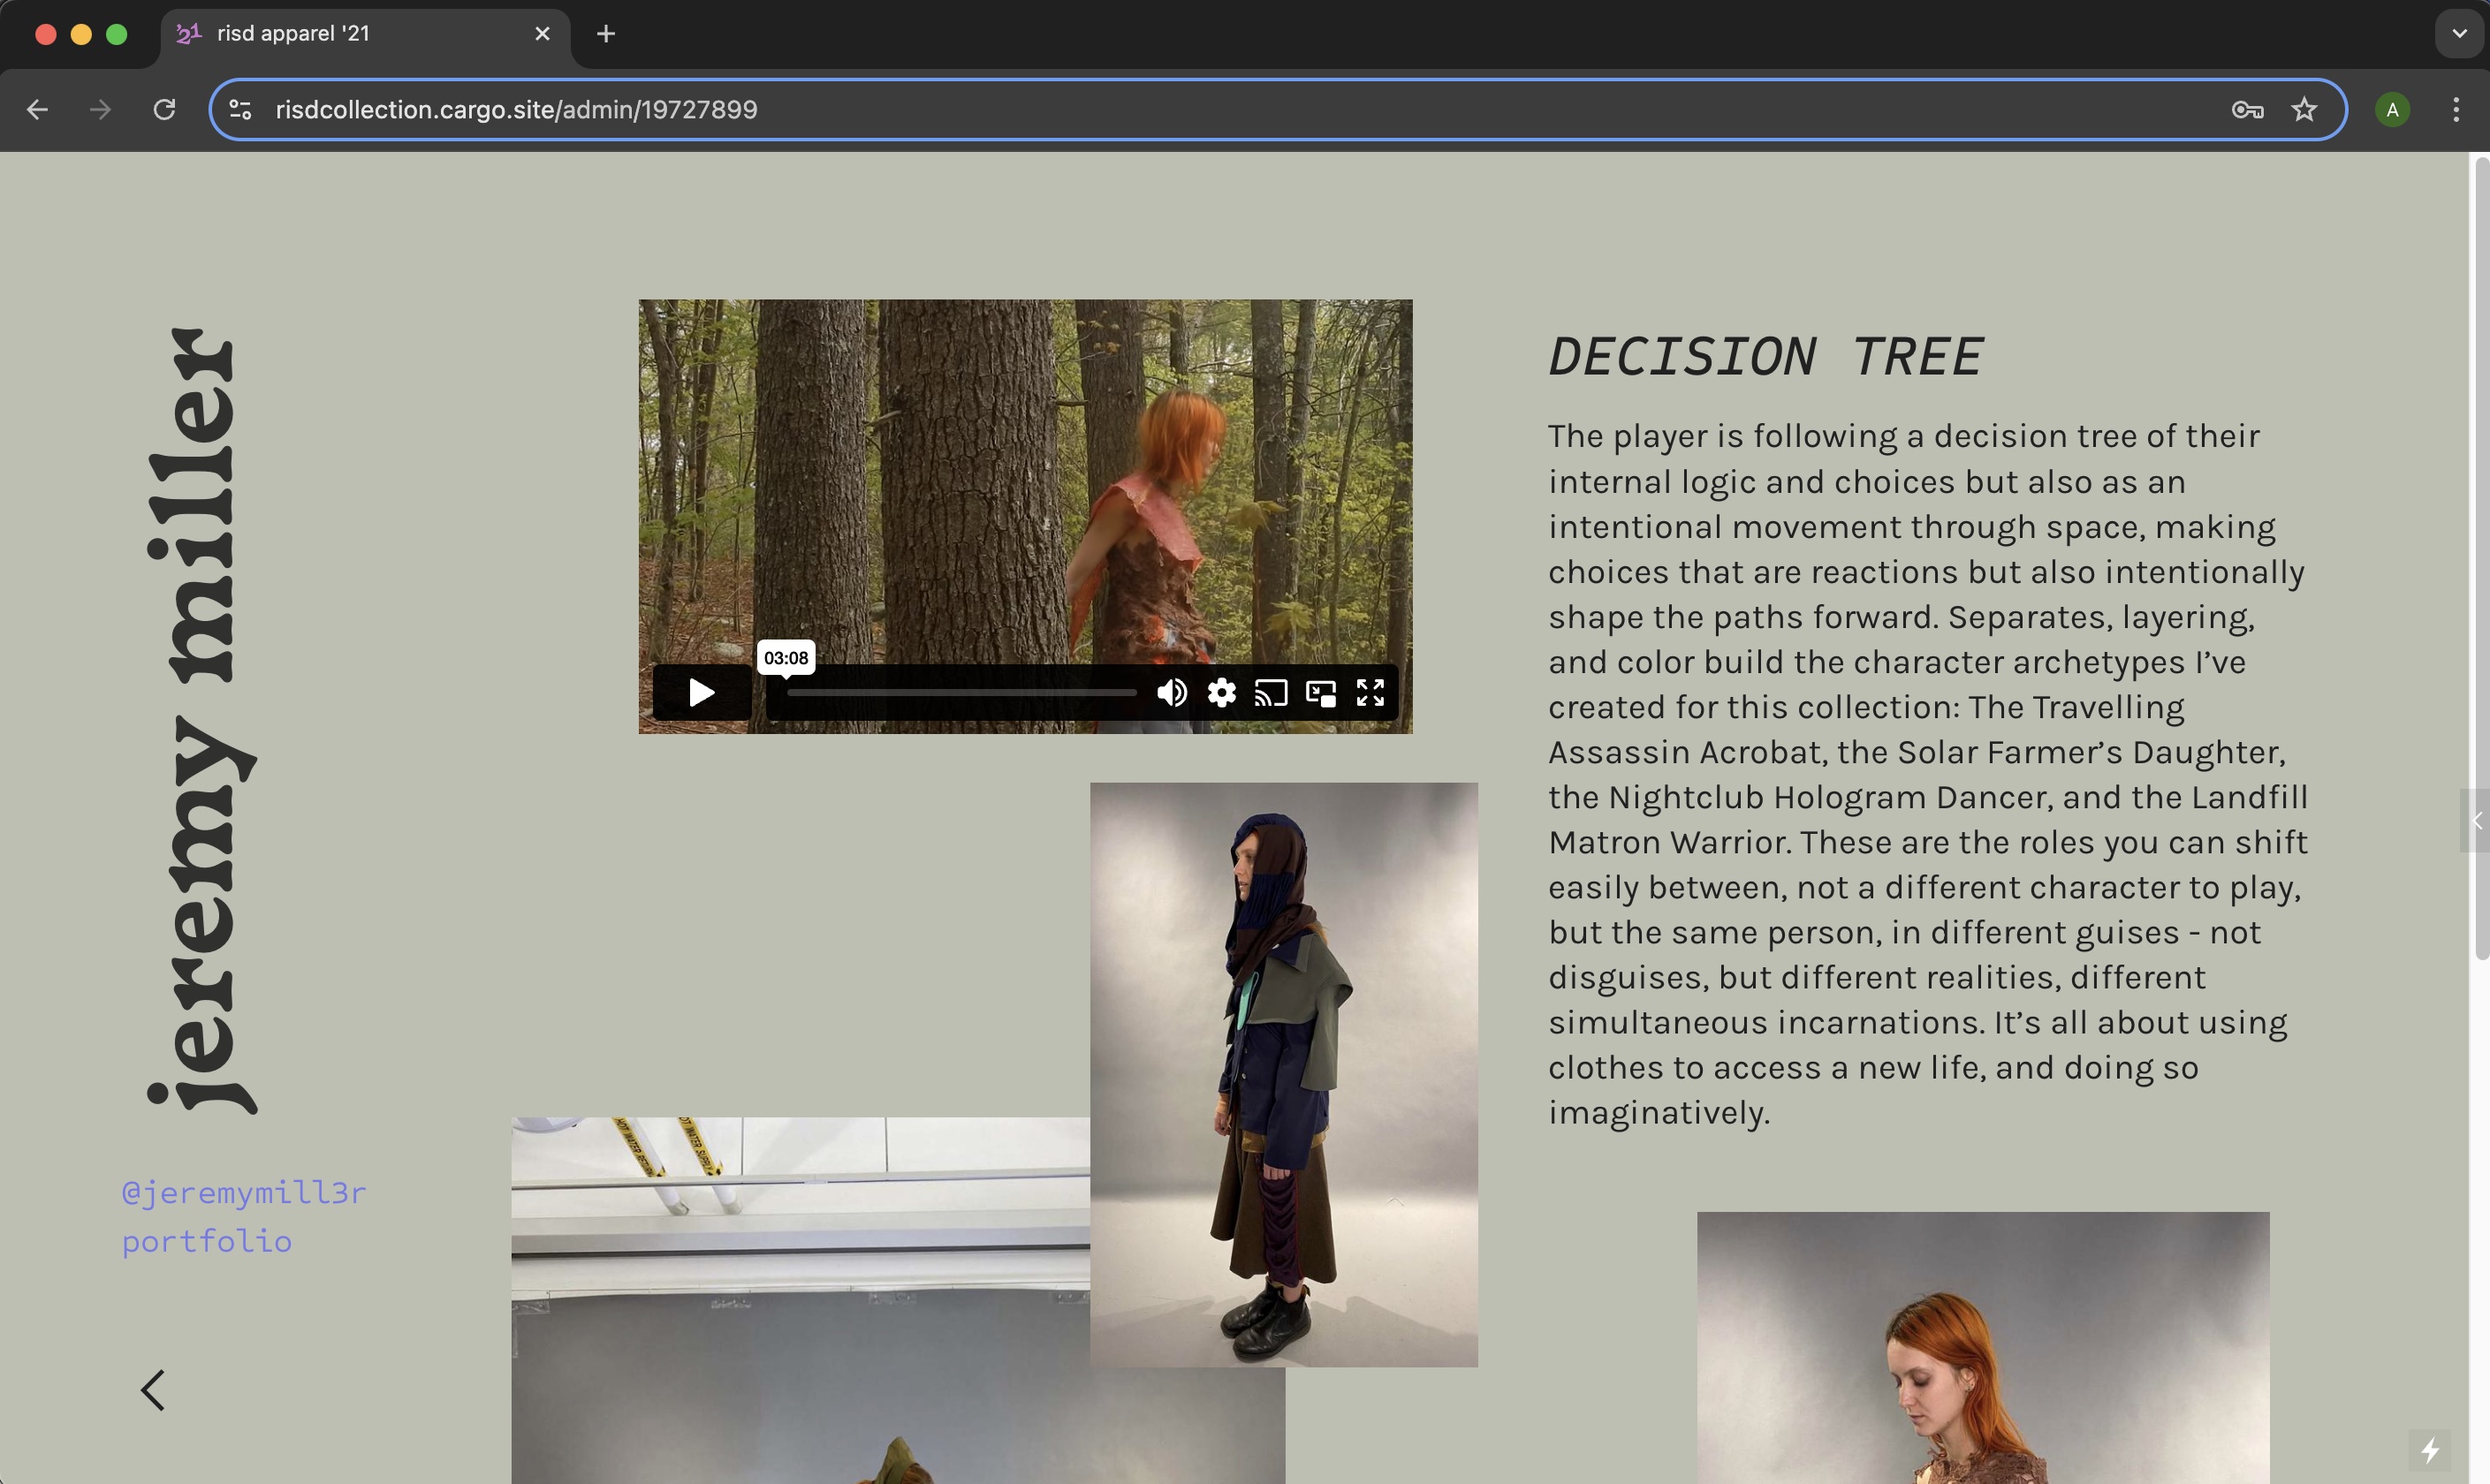 risd apparel '21
risdcollection.cargo.site/admin/19727899
A
jeremy miller
@jeremymill3r
portfolio
03:08
HOT WATER RETURN
HOT WATER SUPPLY
DECISION TREE
The player is following a decision tree of their
internal logic and choices but also as an
intentional movement through space, making
choices that are reactions but also intentionally
shape the paths forward. Separates, layering,
and color build the character archetypes I’ve
created for this collection: The Travelling
Assassin Acrobat, the Solar Farmer’s Daughter,
the Nightclub Hologram Dancer, and the Landfill
Matron Warrior. These are the roles you can shift
easily between, not a different character to play,
but the same person, in different guises - not
disguises, but different realities, different
simultaneous incarnations. It’s all about using
clothes to access a new life, and doing so
imaginatively.